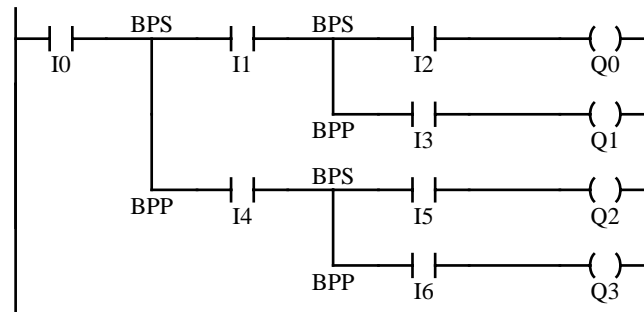 BPS BPS
I0 I1 I2 Q0
BPP I3 Q1
BPS
BPP I4 I5 Q2
BPP I6 Q3